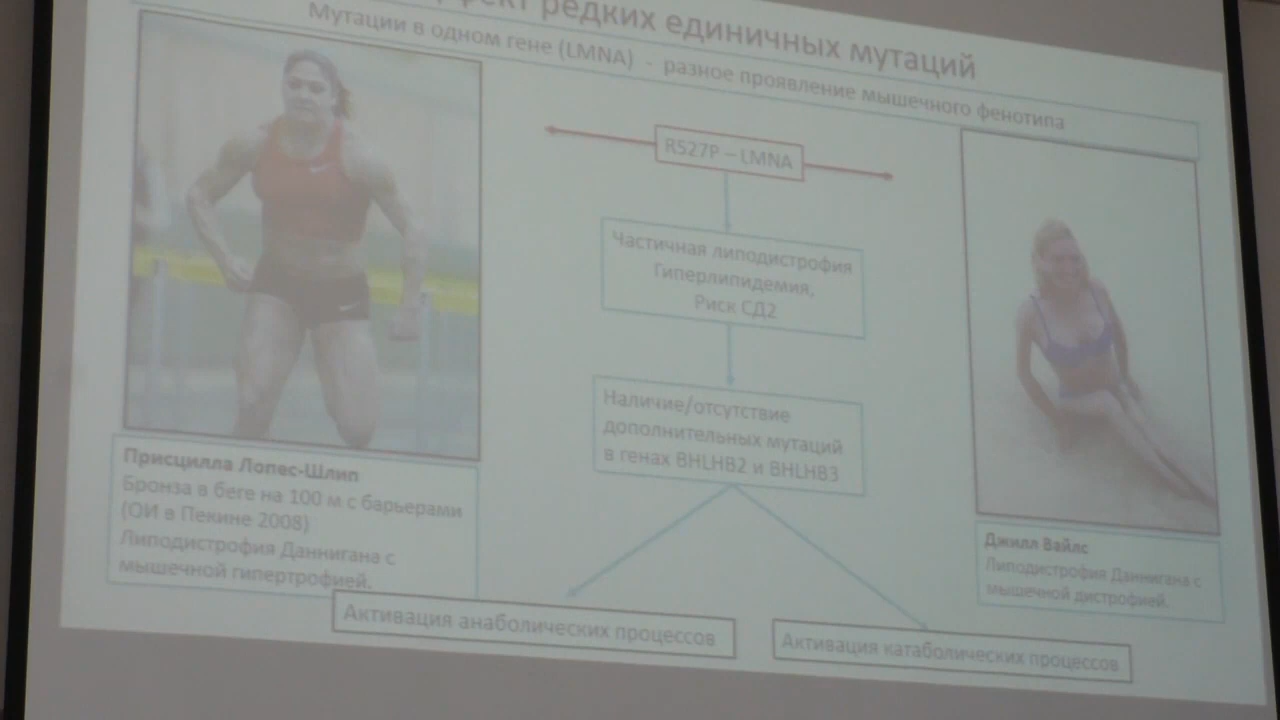 редких единичных мутаций
Мутации в одном гене (LMNA) - разное проявление мышечного фенотипа
R527P – LMNA
Частичная липодистрофия
Гиперлипидемия,
Риск СД2
Наличие/отсутствие
дополнительных мутаций
в генах BHLHB2 и BHLHB3
Присцилла Лопес-Шлип
Бронза в беге на 100 м с барьерами
(ОИ в Пекине 2008)
Липодистрофия Даннигана с
мышечной гипертрофией.
Джилл Вайлс
Липодистрофия Даннигана с
мышечной дистрофией.
Активация анаболических процессов
Активация катаболических процессов